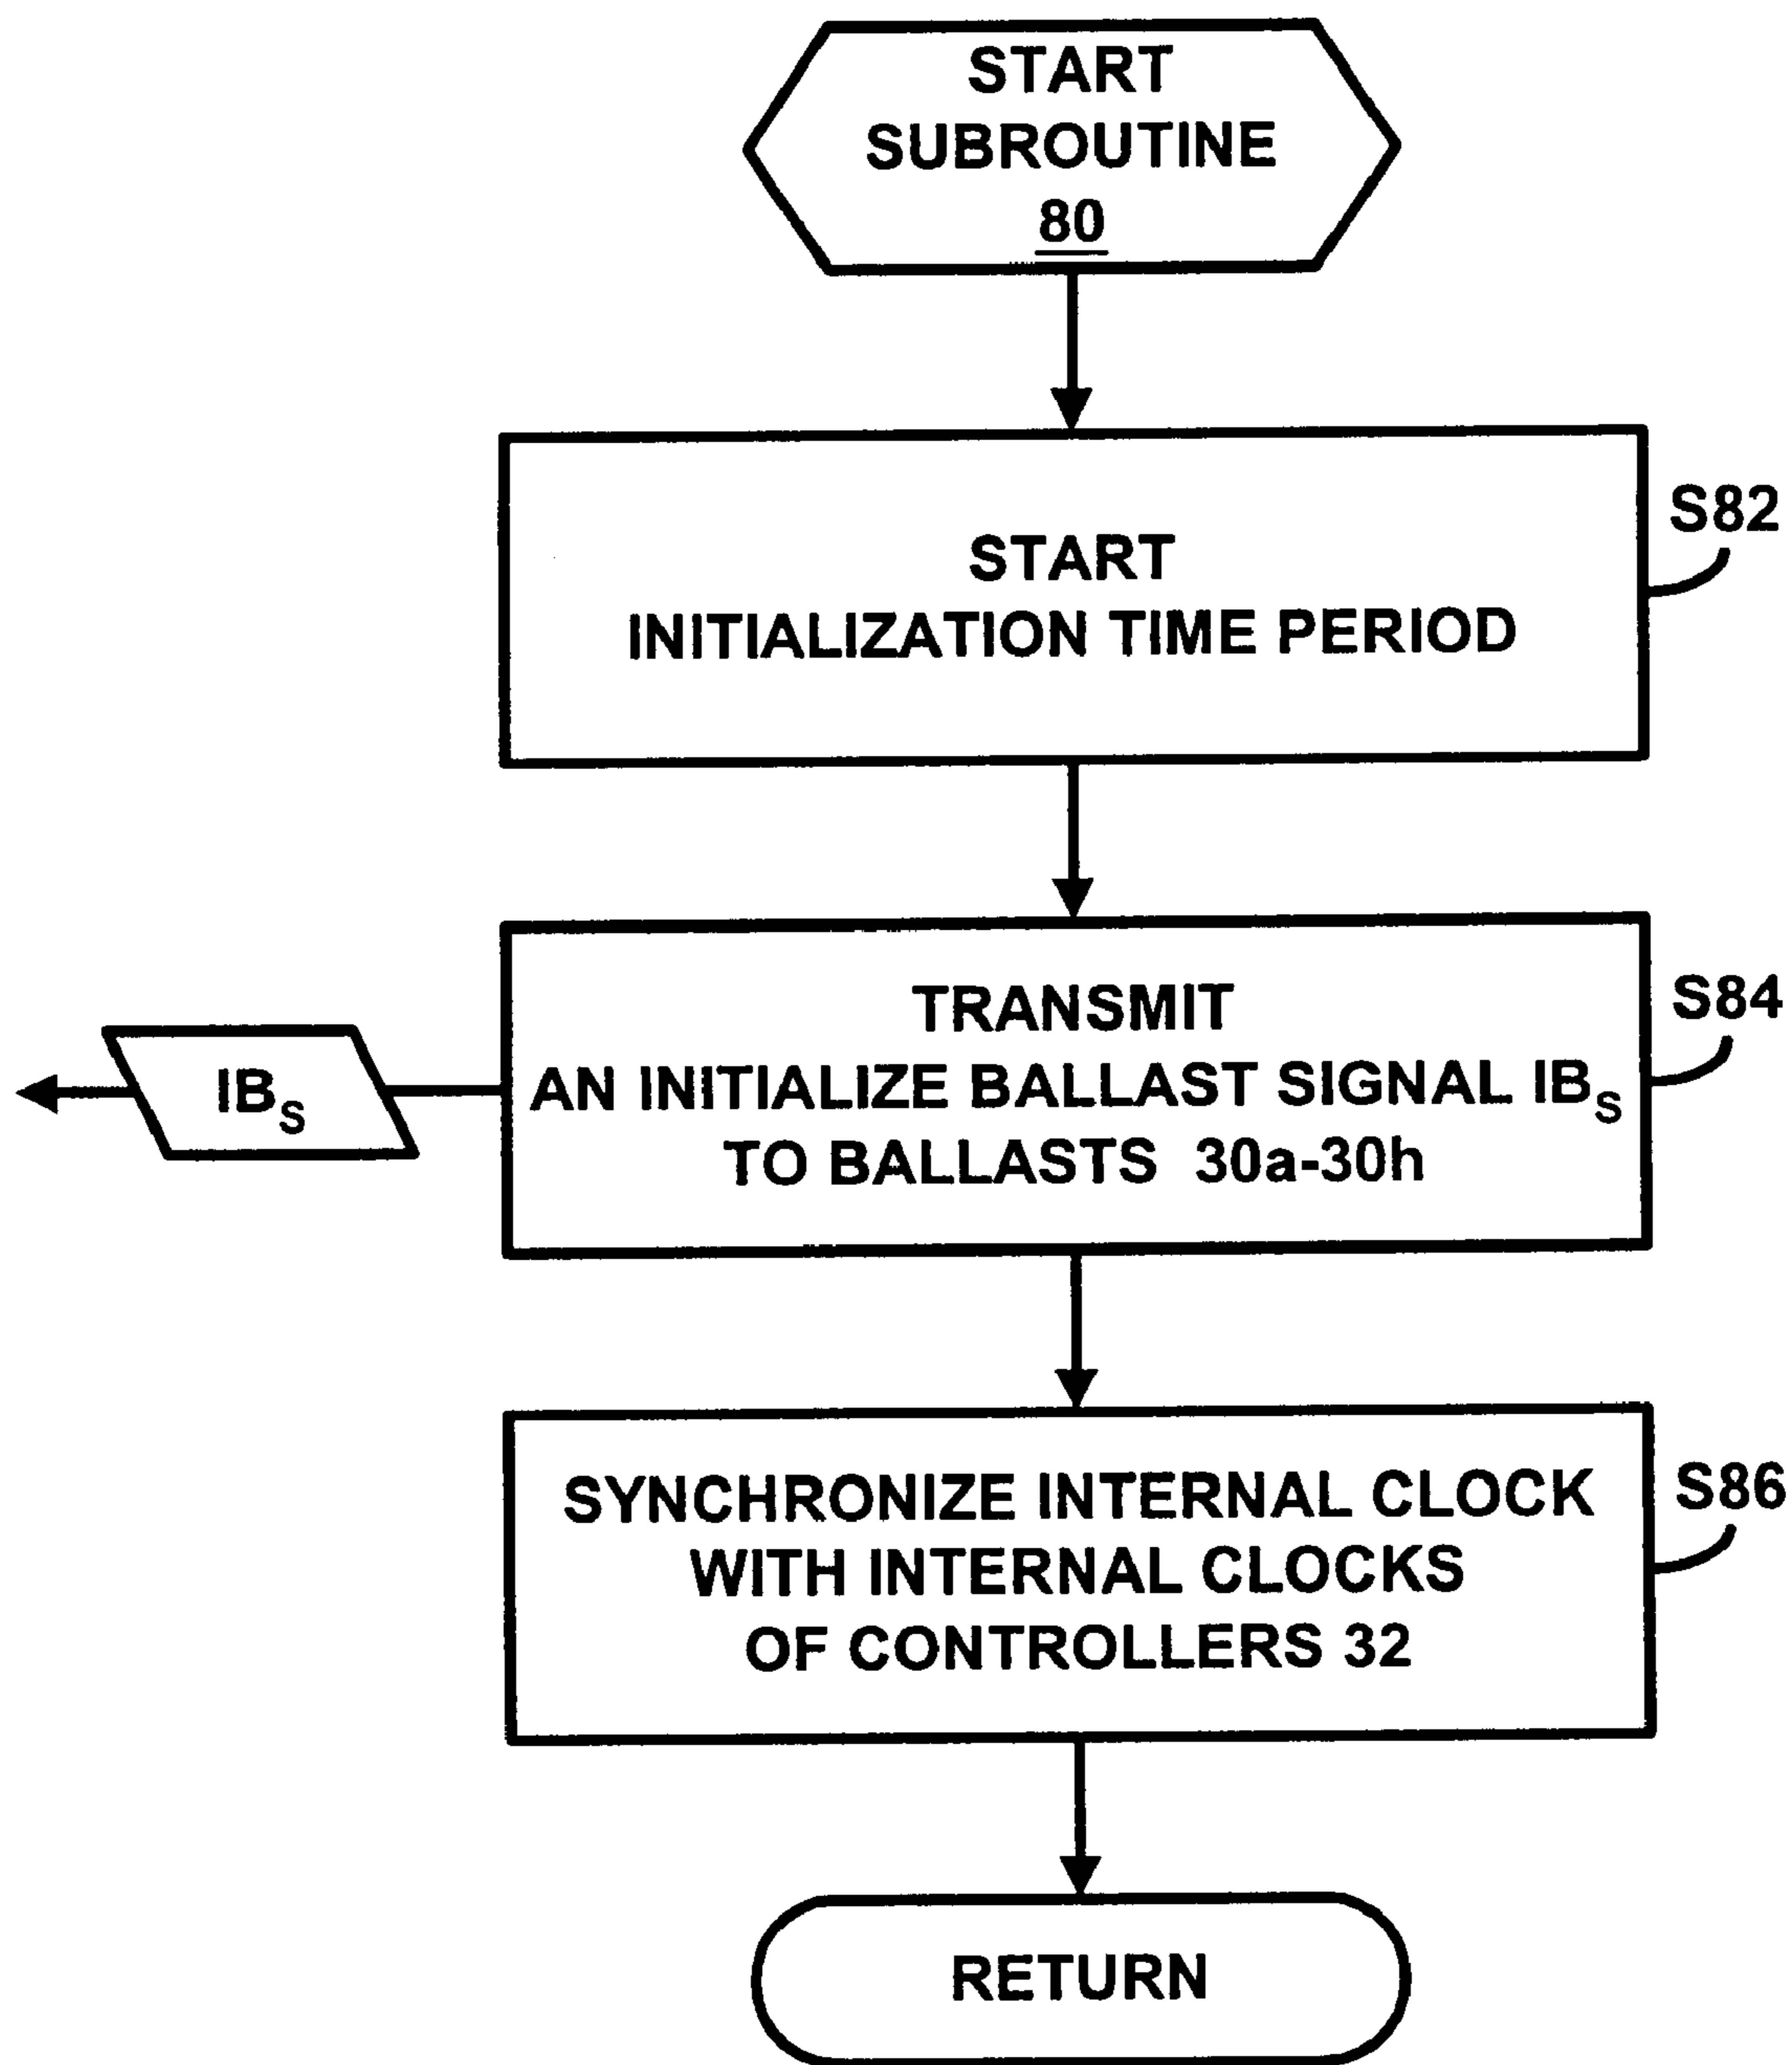 START
SUBROUTINE
80
S82
START
INITIALIZATION TIME PERIOD
S84
TRANSMIT
AN INITIALIZE BALLAST SIGNAL IBS
TO BALLASTS 30a-30h
IBS
S86
SYNCHRONIZE INTERNAL CLOCK
WITH INTERNAL CLOCKS
OF CONTROLLERS 32
RETURN